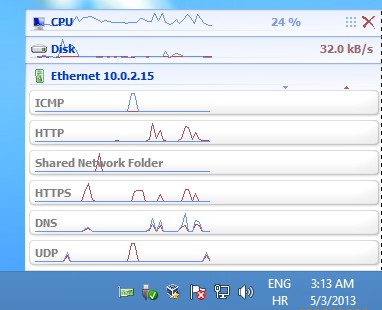 CPU 24 %
Disk 32.0 kB/s
Ethernet 10.0.2.15
ICMP
HTTP
Shared Network Folder
HTTPS
DNS
UDP
ENG 3:13 AM
HR 5/3/2013